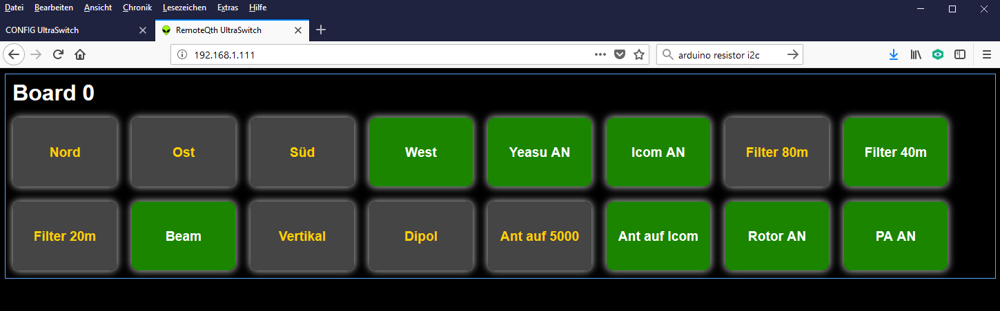 Datei Bearbeiten Ansicht Chronik Lesezeichen Extras Hilfe
CONFIG UltraSwitch RemoteQth UltraSwitch
192.168.1.111 arduino resistor i2c
Board 0
Nord Ost Süd West Yeasu AN Icom AN Filter 80m Filter 40m
Filter 20m Beam Vertikal Dipol Ant auf 5000 Ant auf Icom Rotor AN PA AN